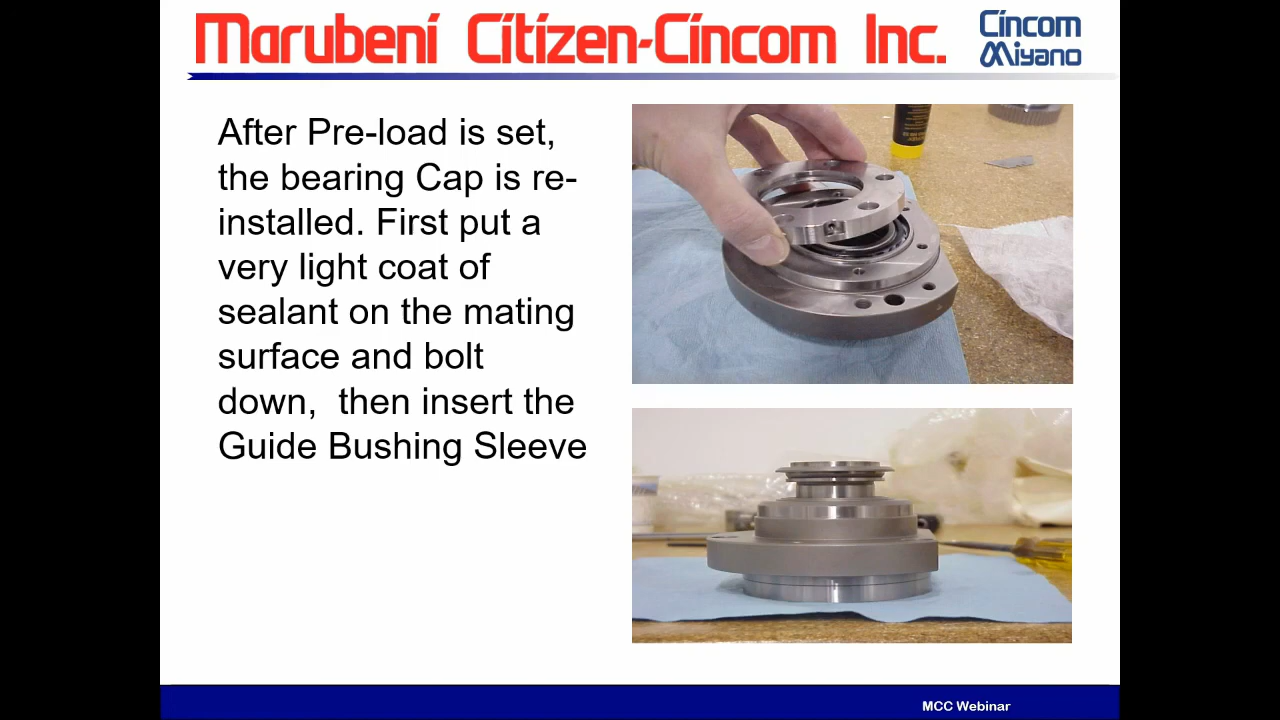 Marubeni Citizen-Cincom Inc.
Cincom
Miyano
After Pre-load is set,
the bearing Cap is re-
installed. First put a
very light coat of
sealant on the mating
surface and bolt
down,  then insert the
Guide Bushing Sleeve
MCC Webinar